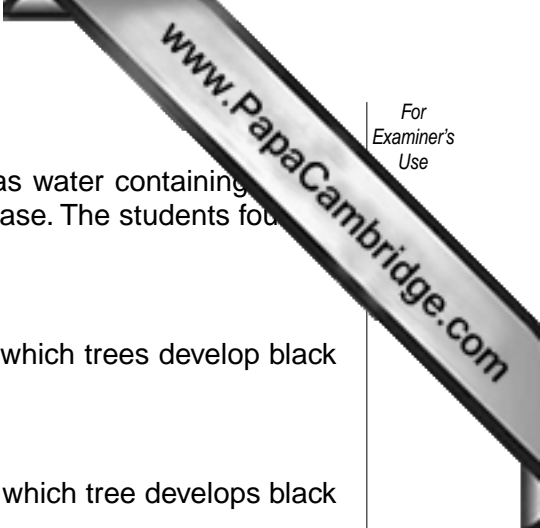 www.PapaCambridge.com
For
Examiner's
Use
as water containing
ase. The students fou
which trees develop black
which tree develops black